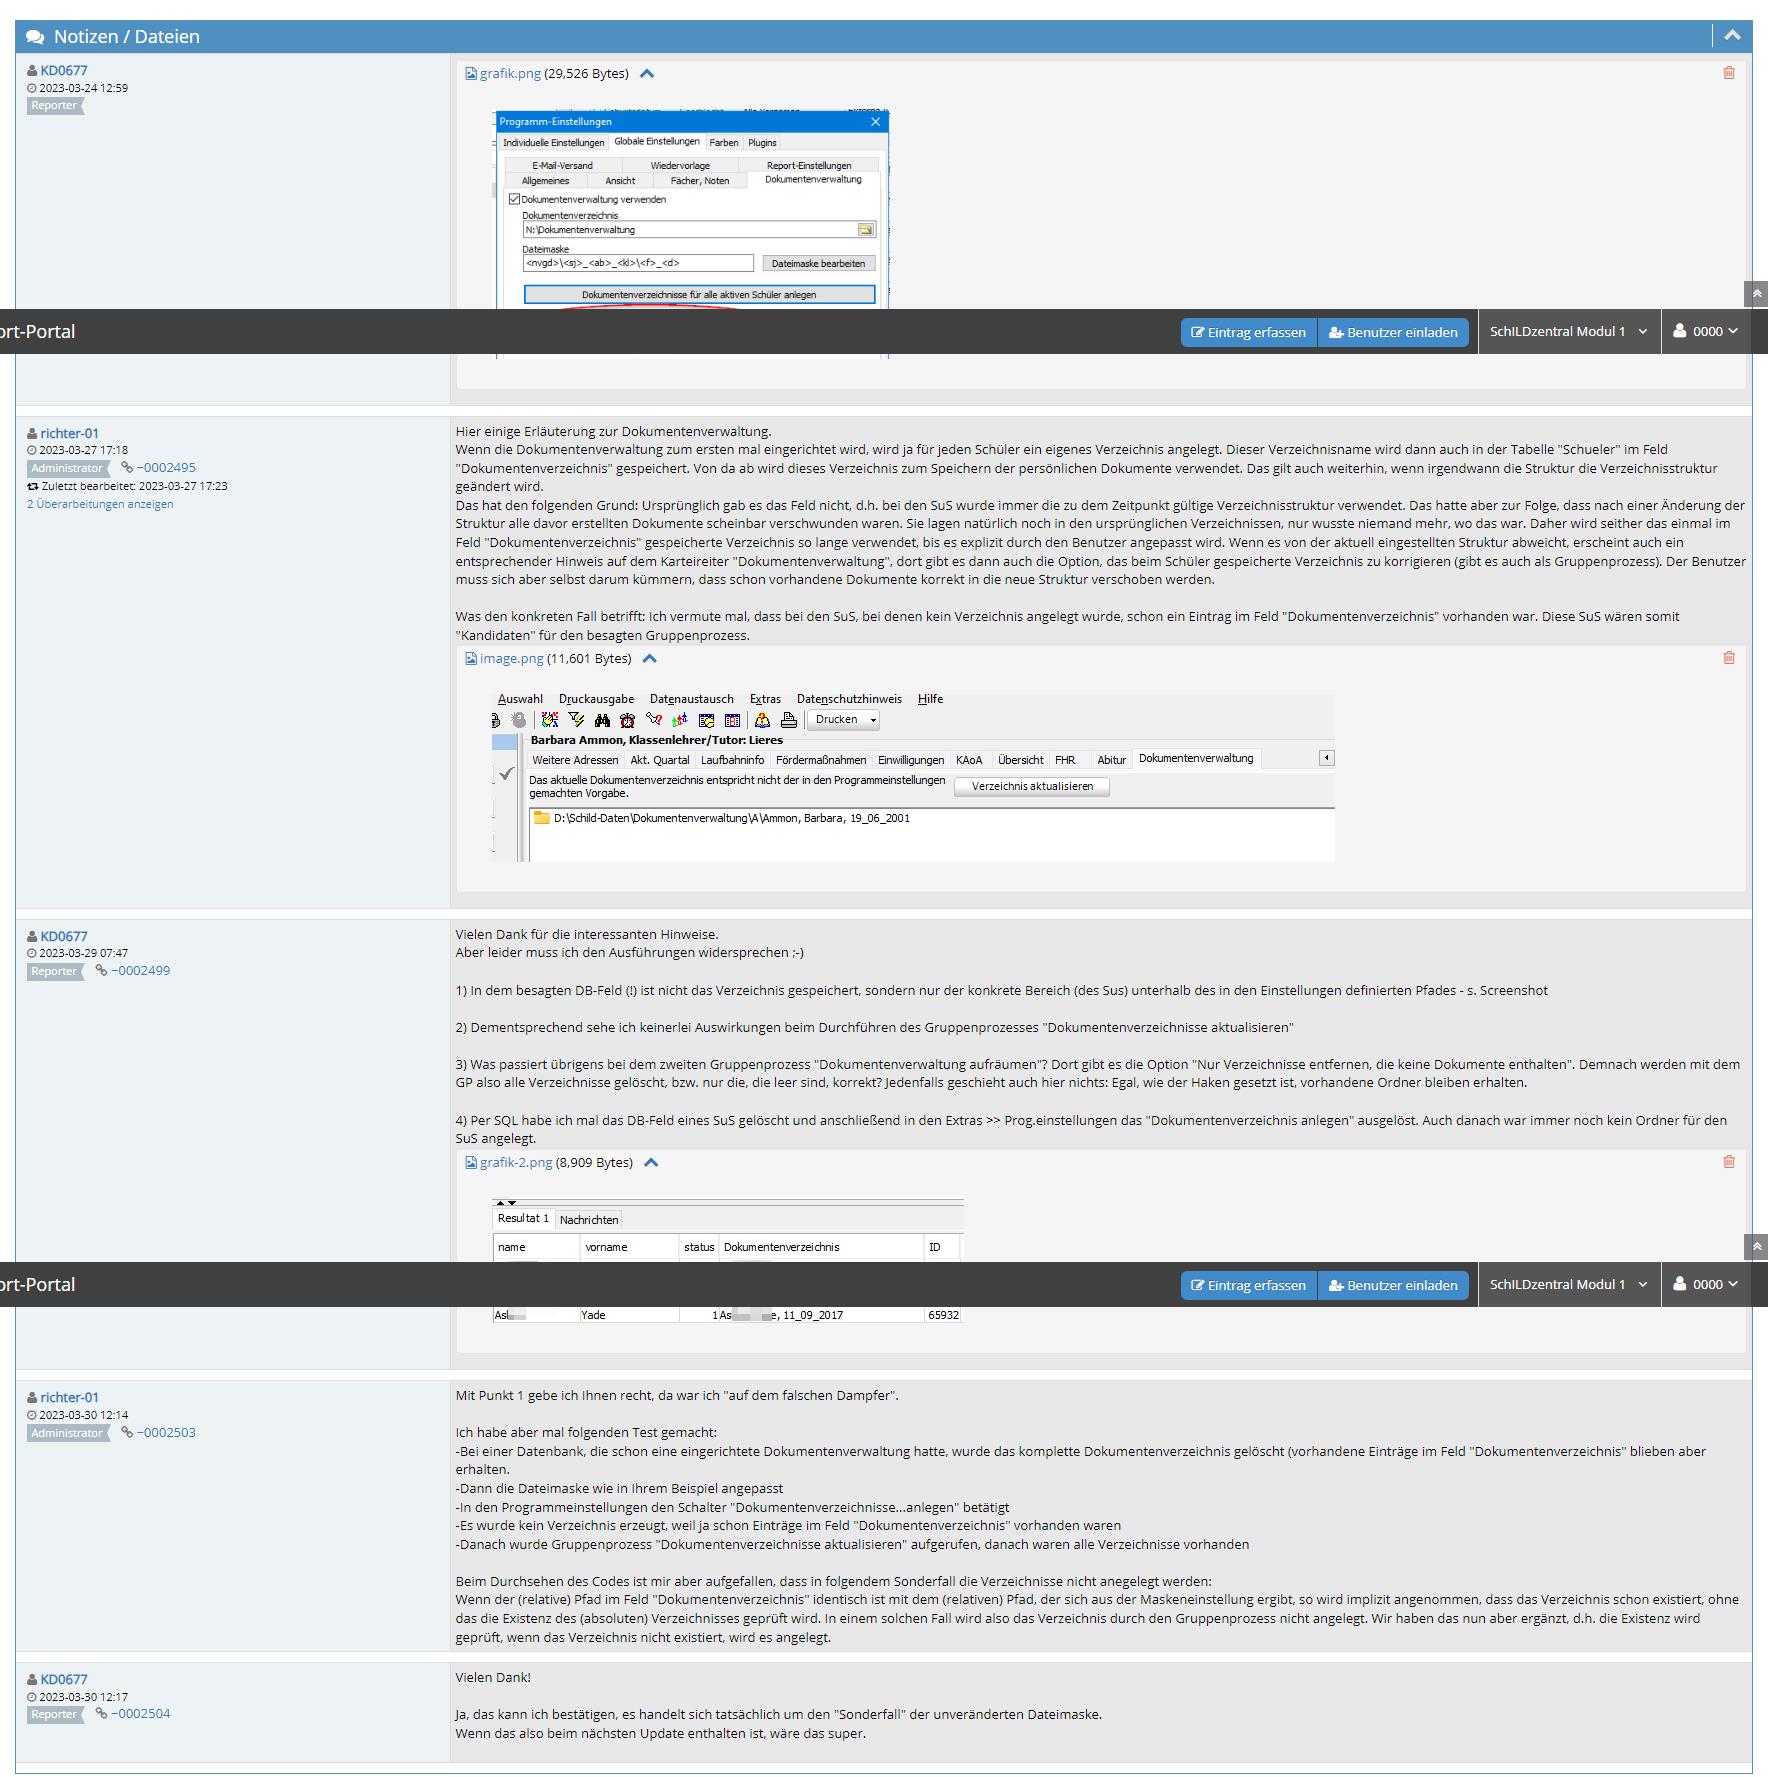 Notizen / Dateien
KD0677
2023-03-24 12:59
Reporter
grafik.png (29,526 Bytes)
Programm-Einstellungen
Individuelle Einstellungen Globale Einstellungen Farben Plugins
E-Mail-Versand Wiedervorlage Report-Einstellungen
Allgemeines Ansicht Fächer, Noten Dokumentenverwaltung
Dokumentenverwaltung verwenden
Dokumentenverzeichnis
N:\Dokumentenverwaltung
Dateimaske
<nvgd>\<sj>_<ab>_<kl>\<f>_<d> Dateimaske bearbeiten
Dokumentenverzeichnisse für alle aktiven Schüler anlegen
ort-Portal Eintrag erfassen Benutzer einladen SchILDzentral Modul 1 0000
richter-01
2023-03-27 17:18
Administrator ~0002495
Zuletzt bearbeitet: 2023-03-27 17:23
2 Überarbeitungen anzeigen
Hier einige Erläuterung zur Dokumentenverwaltung.
Wenn die Dokumentenverwaltung zum ersten mal eingerichtet wird, wird ja für jeden Schüler ein eigenes Verzeichnis angelegt. Dieser Verzeichnisname wird dann auch in der Tabelle "Schueler" im Feld
"Dokumentenverzeichnis" gespeichert. Von da ab wird dieses Verzeichnis zum Speichern der persönlichen Dokumente verwendet. Das gilt auch weiterhin, wenn irgendwann die Struktur die Verzeichnisstruktur
geändert wird.
Das hat den folgenden Grund: Ursprünglich gab es das Feld nicht, d.h. bei den SuS wurde immer die zu dem Zeitpunkt gültige Verzeichnisstruktur verwendet. Das hatte aber zur Folge, dass nach einer Änderung der
Struktur alle davor erstellten Dokumente scheinbar verschwunden waren. Sie lagen natürlich noch in den ursprünglichen Verzeichnissen, nur wusste niemand mehr, wo das war. Daher wird seither das einmal im
Feld "Dokumentenverzeichnis" gespeicherte Verzeichnis so lange verwendet, bis es explizit durch den Benutzer angepasst wird. Wenn es von der aktuell eingestellten Struktur abweicht, erscheint auch ein
entsprechender Hinweis auf dem Karteireiter "Dokumentenverwaltung", dort gibt es dann auch die Option, das beim Schüler gespeicherte Verzeichnis zu korrigieren (gibt es auch als Gruppenprozess). Der Benutzer
muss sich aber selbst darum kümmern, dass schon vorhandene Dokumente korrekt in die neue Struktur verschoben werden.
Was den konkreten Fall betrifft: Ich vermute mal, dass bei den SuS, bei denen kein Verzeichnis angelegt wurde, schon ein Eintrag im Feld "Dokumentenverzeichnis" vorhanden war. Diese SuS wären somit
"Kandidaten" für den besagten Gruppenprozess.
image.png (11,601 Bytes)
Auswahl Druckausgabe Datenaustausch Extras Datenschutzhinweis Hilfe
Drucken
Barbara Ammon, Klassenlehrer/Tutor: Lieres
Weitere Adressen Akt. Quartal Laufbahninfo Fördermaßnahmen Einwilligungen KAoA Übersicht FHR Abitur Dokumentenverwaltung
Das aktuelle Dokumentenverzeichnis entspricht nicht der in den Programmeinstellungen
gemachten Vorgabe.
Verzeichnis aktualisieren
D:\Schild-Daten\Dokumentenverwaltung\A\Ammon, Barbara, 19_06_2001
KD0677
2023-03-29 07:47
Reporter ~0002499
Vielen Dank für die interessanten Hinweise.
Aber leider muss ich den Ausführungen widersprechen ;-)
1) In dem besagten DB-Feld (!) ist nicht das Verzeichnis gespeichert, sondern nur der konkrete Bereich (des Sus) unterhalb des in den Einstellungen definierten Pfades - s. Screenshot
2) Dementsprechend sehe ich keinerlei Auswirkungen beim Durchführen des Gruppenprozesses "Dokumentenverzeichnisse aktualisieren"
3) Was passiert übrigens bei dem zweiten Gruppenprozess "Dokumentenverwaltung aufräumen"? Dort gibt es die Option "Nur Verzeichnisse entfernen, die keine Dokumente enthalten". Demnach werden mit dem
GP also alle Verzeichnisse gelöscht, bzw. nur die, die leer sind, korrekt? Jedenfalls geschieht auch hier nichts: Egal, wie der Haken gesetzt ist, vorhandene Ordner bleiben erhalten.
4) Per SQL habe ich mal das DB-Feld eines SuS gelöscht und anschließend in den Extras >> Prog.einstellungen das "Dokumentenverzeichnis anlegen" ausgelöst. Auch danach war immer noch kein Ordner für den
SuS angelegt.
grafik-2.png (8,909 Bytes)
Resultat 1 Nachrichten
name vorname status Dokumentenverzeichnis ID
ort-Portal Eintrag erfassen Benutzer einladen SchILDzentral Modul 1 0000
Yade 1 e, 11_09_2017 65932
richter-01
2023-03-30 12:14
Administrator ~0002503
Mit Punkt 1 gebe ich Ihnen recht, da war ich "auf dem falschen Dampfer".
Ich habe aber mal folgenden Test gemacht:
-Bei einer Datenbank, die schon eine eingerichtete Dokumentenverwaltung hatte, wurde das komplette Dokumentenverzeichnis gelöscht (vorhandene Einträge im Feld "Dokumentenverzeichnis" blieben aber
erhalten.
-Dann die Dateimaske wie in Ihrem Beispiel angepasst
-In den Programmeinstellungen den Schalter "Dokumentenverzeichnisse...anlegen" betätigt
-Es wurde kein Verzeichnis erzeugt, weil ja schon Einträge im Feld "Dokumentenverzeichnis" vorhanden waren
-Danach wurde Gruppenprozess "Dokumentenverzeichnisse aktualisieren" aufgerufen, danach waren alle Verzeichnisse vorhanden
Beim Durchsehen des Codes ist mir aber aufgefallen, dass in folgendem Sonderfall die Verzeichnisse nicht anegelegt werden:
Wenn der (relative) Pfad im Feld "Dokumentenverzeichnis" identisch ist mit dem (relativen) Pfad, der sich aus der Maskeneinstellung ergibt, so wird implizit angenommen, dass das Verzeichnis schon existiert, ohne
das die Existenz des (absoluten) Verzeichnisses geprüft wird. In einem solchen Fall wird also das Verzeichnis durch den Gruppenprozess nicht angelegt. Wir haben das nun aber ergänzt, d.h. die Existenz wird
geprüft, wenn das Verzeichnis nicht existiert, wird es angelegt.
KD0677
2023-03-30 12:17
Reporter ~0002504
Vielen Dank!
Ja, das kann ich bestätigen, es handelt sich tatsächlich um den "Sonderfall" der unveränderten Dateimaske.
Wenn das also beim nächsten Update enthalten ist, wäre das super.